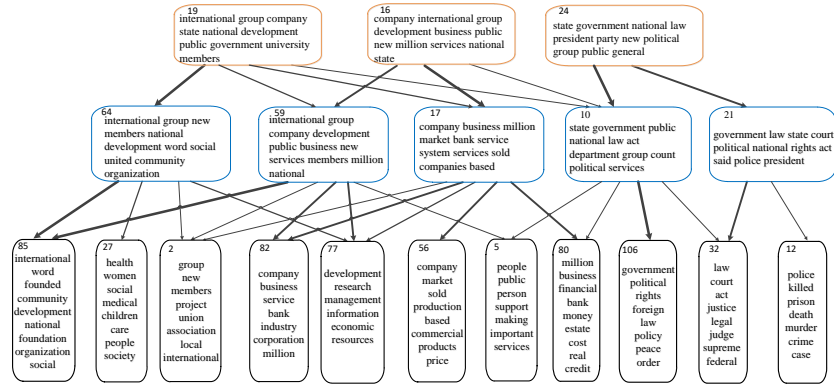 19
international group company
state national development
public government university
members
16
company international group
development business public
new million services national
state
24
state government national law
president party new political
group public general
64
international group new
members national
development word social
united community
organization
59
international group
company development
public business new
services members million
national
17
company business million
market bank service
system services sold
companies based
10
state government public
national law act
department group count
political services
21
government law state court
political national rights act
said police president
85
international
word
founded
community
development
national
foundation
organization
social
27
health
women
social
medical
children
care
people
society
2
group
new
members
project
union
association
local
international
82
company
business
service
bank
industry
corporation
million
77
development
research
management
information
economic
resources
56
company
market
sold
production
based
commercial
products
price
5
people
public
person
support
making
important
services
80
million
business
financial
bank
money
estate
cost
real
credit
106
government
political
rights
foreign
law
policy
peace
order
32
law
court
act
justice
legal
judge
supreme
federal
12
police
killed
prison
death
murder
crime
case